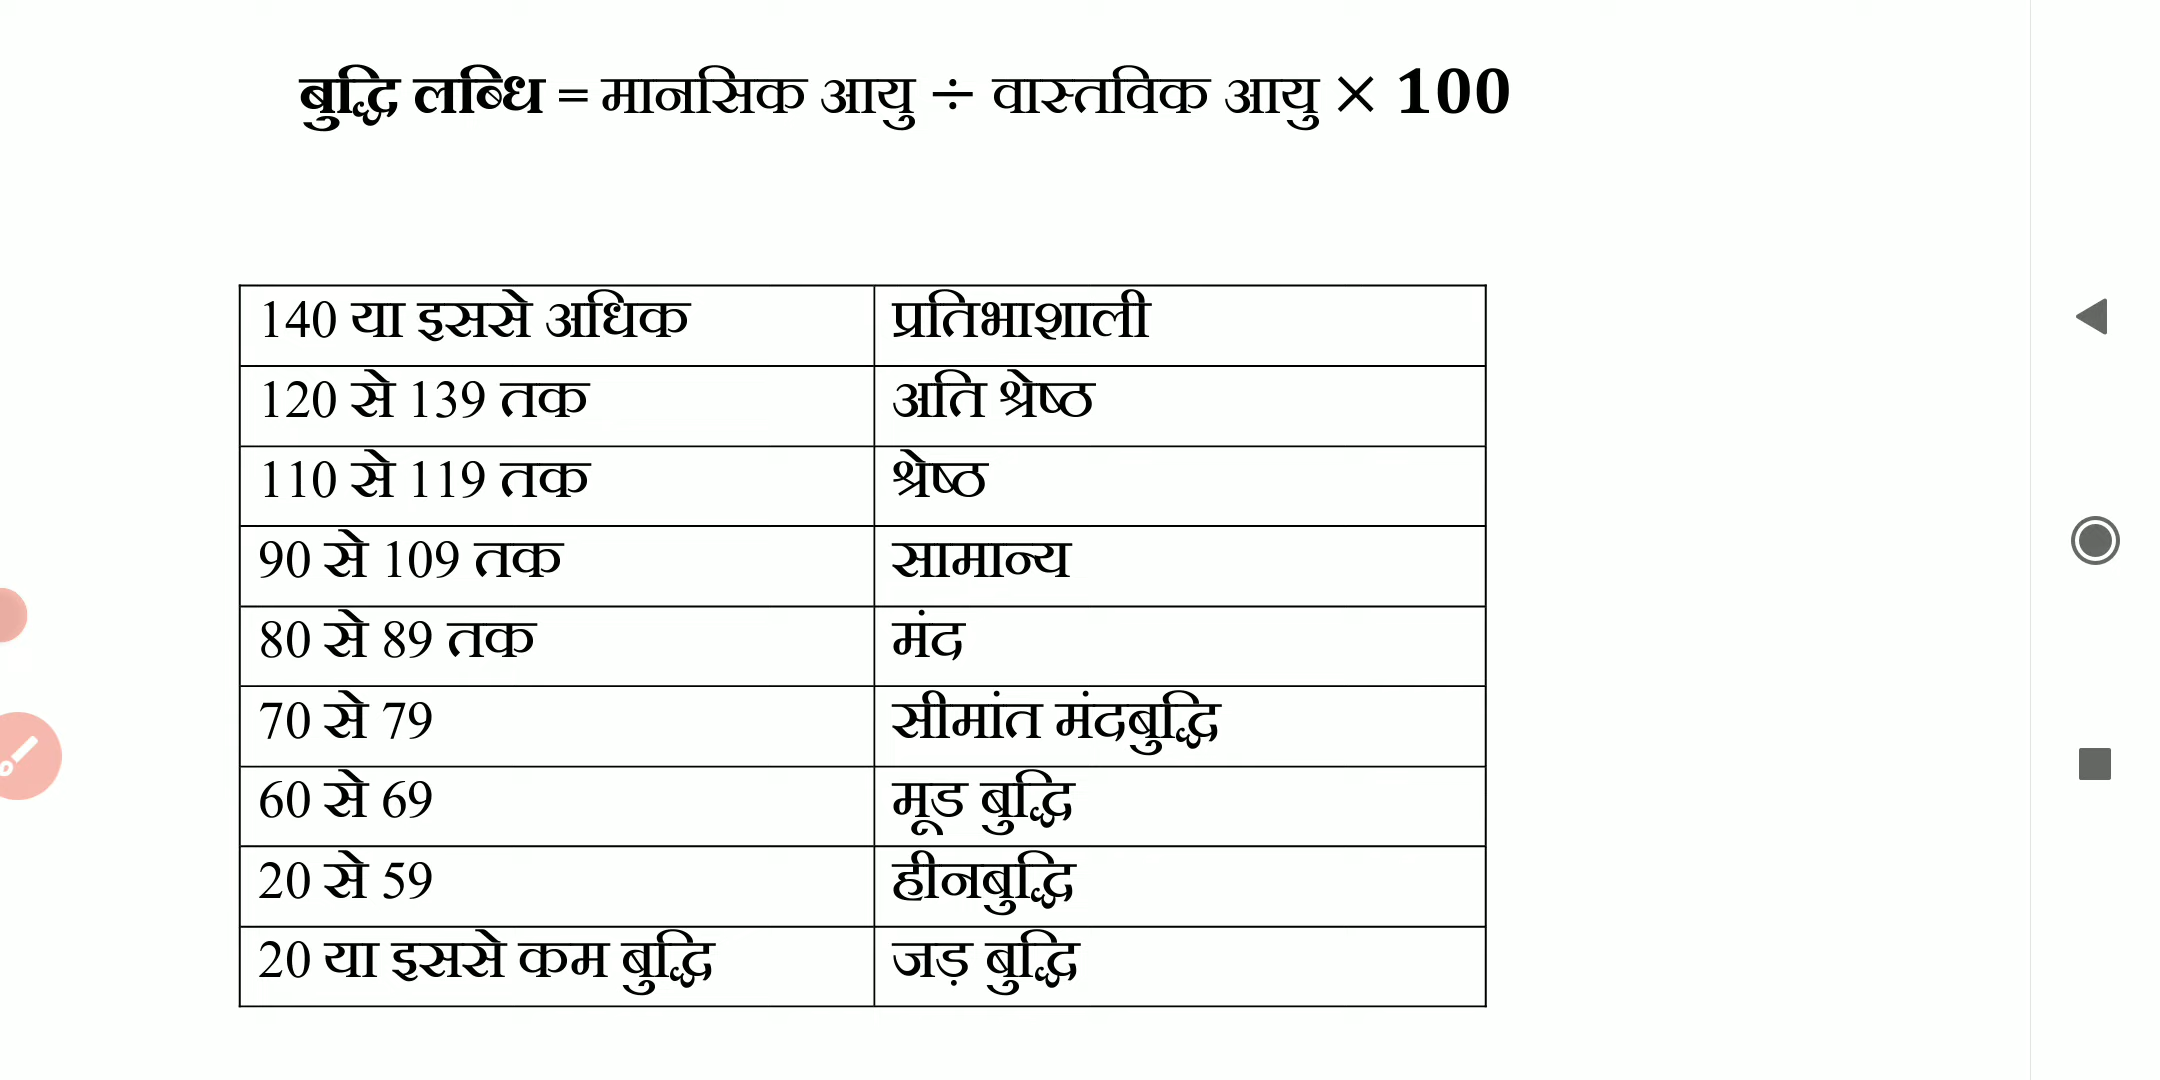 बुद्धि लब्धि = मानसिक आयु ÷ वास्तविक आयु × 100
140 या इससे अधिक प्रतिभाशाली
120 से 139 तक अति श्रेष्ठ
110 से 119 तक श्रेष्ठ
90 से 109 तक सामान्य
80 से 89 तक मंद
70 से 79 सीमांत मंदबुद्धि
60 से 69 मूड बुद्धि
20 से 59 हीनबुद्धि
20 या इससे कम बुद्धि जड़ बुद्धि